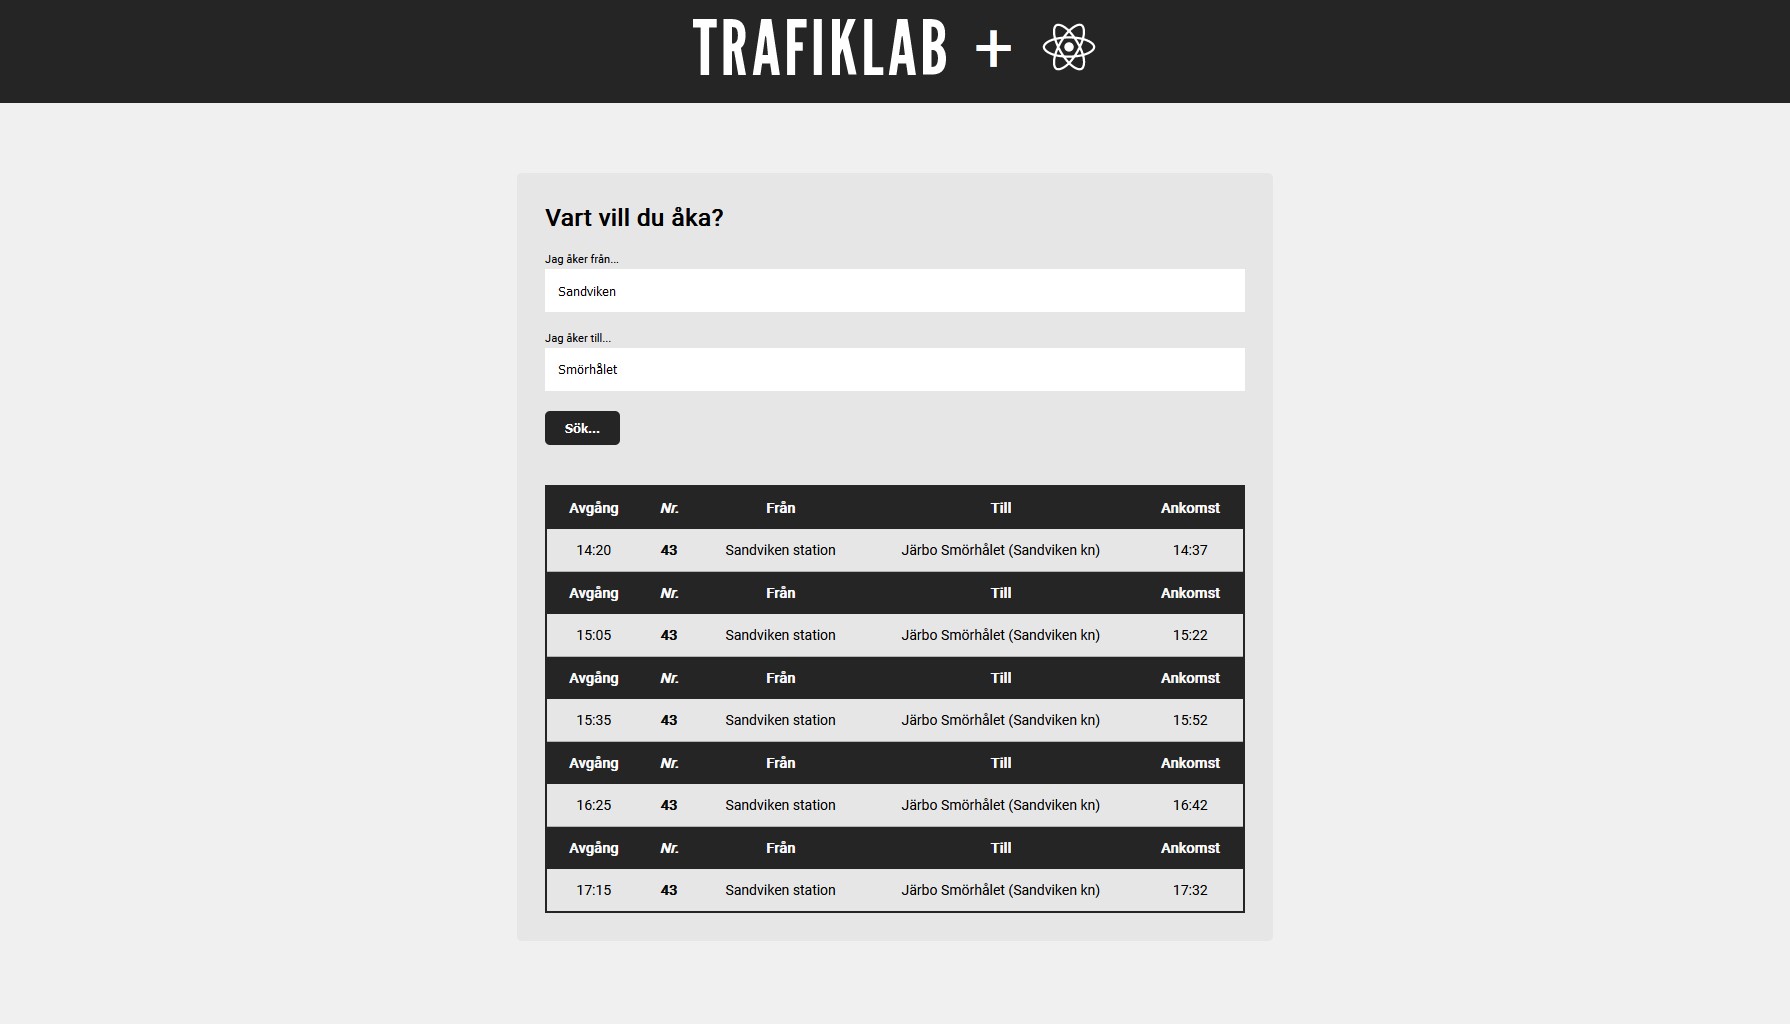 TRAFIKLAB +
Vart vill du åka?
Jag åker från...
Sandviken
Jag åker till...
Smörhålet
Sök...
Avgång Nr. Från Till Ankomst
14:20 43 Sandviken station Järbo Smörhålet (Sandviken kn) 14:37
Avgång Nr. Från Till Ankomst
15:05 43 Sandviken station Järbo Smörhålet (Sandviken kn) 15:22
Avgång Nr. Från Till Ankomst
15:35 43 Sandviken station Järbo Smörhålet (Sandviken kn) 15:52
Avgång Nr. Från Till Ankomst
16:25 43 Sandviken station Järbo Smörhålet (Sandviken kn) 16:42
Avgång Nr. Från Till Ankomst
17:15 43 Sandviken station Järbo Smörhålet (Sandviken kn) 17:32